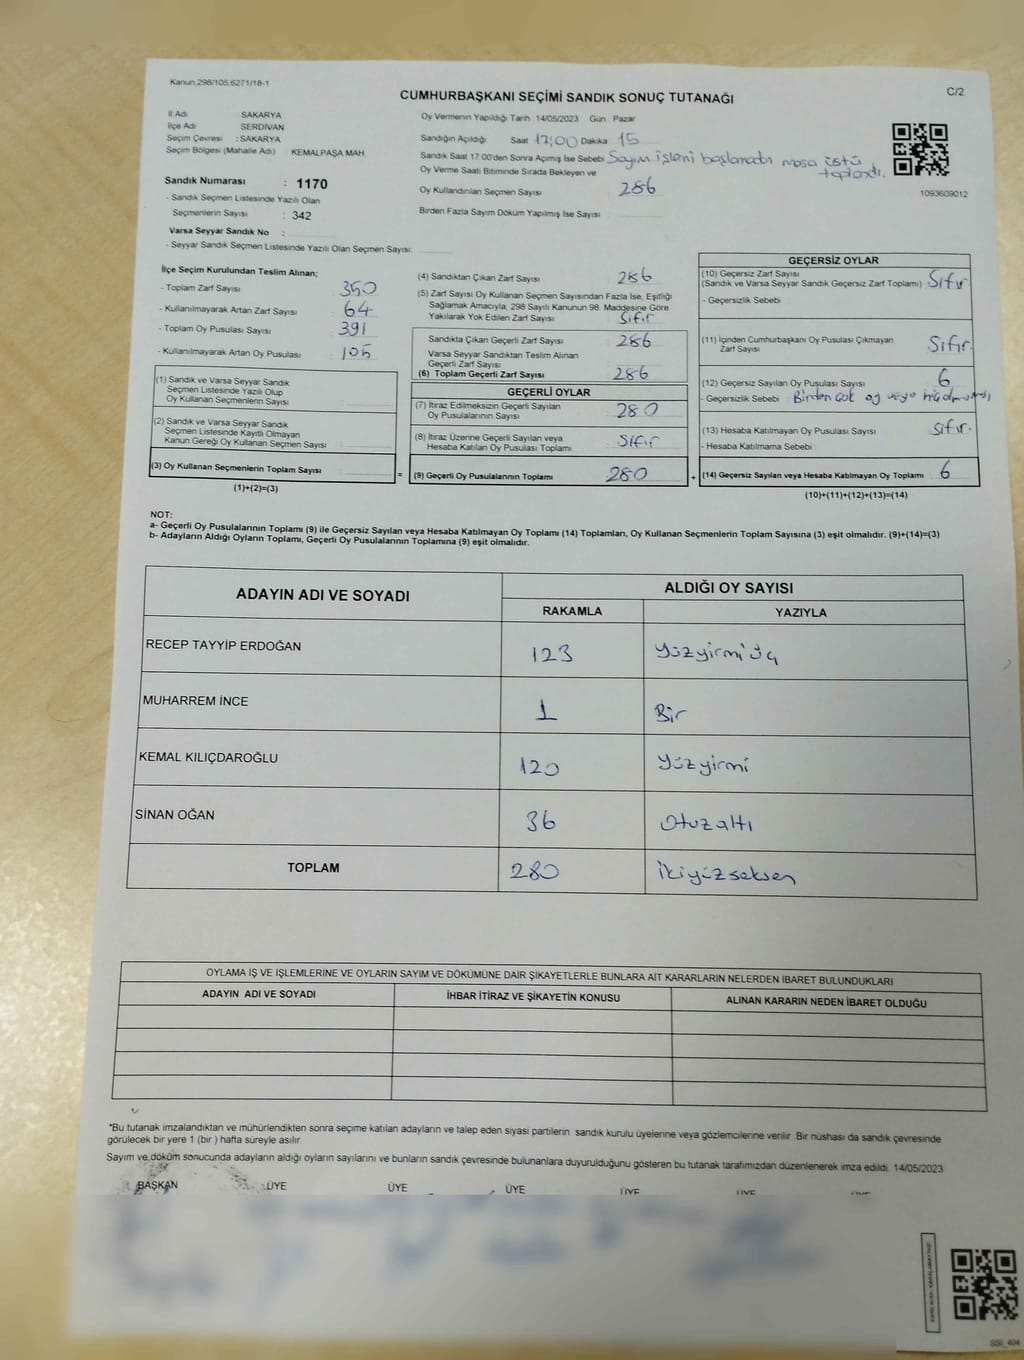 Kanun;298/105,6271/18-1
C/2
CUMHURBAŞKANI SEÇİMİ SANDIK SONUÇ TUTANAĞI
İl Adı SAKARYA
İlçe Adı SERDİVAN
Seçim Çevresi : SAKARYA
Seçim Bölgesi (Mahalle Adı) KEMALPAŞA MAH.
Sandık Numarası : 1170
- Sandık Seçmen Listesinde Yazılı Olan
Seçmenlerin Sayısı : 342
Varsa Seyyar Sandık No :
- Seyyar Sandık Seçmen Listesinde Yazılı Olan Seçmen Sayısı:
Oy Vermenin Yapıldığı Tarih :14/05/2023 Gün Pazar
Sandığın Açıldığı Saat 17:00 Dakika 15
Sandık Saat 17:00'den Sonra Açımış İse Sebebi Sayım işlemi başlamadı masa üstü toplandı.
Oy Verme Saati Bitiminde Sırada Bekleyen ve
Oy Kullandırılan Seçmen Sayısı 286
Birden Fazla Sayım Döküm Yapılmış İse Sayısı :
1093609012
İlçe Seçim Kurulundan Teslim Alınan;
- Toplam Zarf Sayısı 350
- Kullanılmayarak Artan Zarf Sayısı 64
- Toplam Oy Pusulası Sayısı 391
- Kullanılmayarak Artan Oy Pusulası 105
(1) Sandık ve Varsa Seyyar Sandık
Seçmen Listesinde Yazılı Olup
Oy Kullanan Seçmenlerin Sayısı
(2) Sandık ve Varsa Seyyar Sandık
Seçmen Listesinde Kayıtlı Olmayan
Kanun Gereği Oy Kullanan Seçmen Sayısı
(3) Oy Kullanan Seçmenlerin Toplam Sayısı =
(1)+(2)=(3)
(4) Sandıktan Çıkan Zarf Sayısı 286
(5) Zarf Sayısı Oy Kullanan Seçmen Sayısından Fazla İse, Eşitliği
Sağlamak Amacıyla, 298 Sayılı Kanunun 98. Maddesine Göre
Yakılarak Yok Edilen Zarf Sayısı Sıfır
Sandıkta Çıkan Geçerli Zarf Sayısı 286
Varsa Seyyar Sandıktan Teslim Alınan
Geçerli Zarf Sayısı
(6) Toplam Geçerli Zarf Sayısı 286
GEÇERLİ OYLAR
(7) İtiraz Edilmeksizin Geçerli Sayılan
Oy Pusulalarının Sayısı 280
(8) İtiraz Üzerine Geçerli Sayılan veya
Hesaba Katılan Oy Pusulası Toplamı Sıfır
(9) Geçerli Oy Pusulalarının Toplamı 280 +
GEÇERSİZ OYLAR
(10) Geçersiz Zarf Sayısı
(Sandık ve Varsa Seyyar Sandık Geçersiz Zarf Toplamı) Sıfır
- Geçersizlik Sebebi
(11) İçinden Cumhurbaşkanı Oy Pusulası Çıkmayan
Zarf Sayısı Sıfır.
(12) Geçersiz Sayılan Oy Pusulası Sayısı 6
- Geçersizlik Sebebi Birden çok oy veya hiç olmaması
(13) Hesaba Katılmayan Oy Pusulası Sayısı Sıfır.
- Hesaba Katılmama Sebebi
(14) Geçersiz Sayılan veya Hesaba Katılmayan Oy Toplamı 6
(10)+(11)+(12)+(13)=(14)
NOT:
a- Geçerli Oy Pusulalarının Toplamı (9) ile Geçersiz Sayılan veya Hesaba Katılmayan Oy Toplamı (14) Toplamları, Oy Kullanan Seçmenlerin Toplam Sayısına (3) eşit olmalıdır. (9)+(14)=(3)
b- Adayların Aldığı Oyların Toplamı, Geçerli Oy Pusulalarının Toplamına (9) eşit olmalıdır.
ADAYIN ADI VE SOYADI
ALDIĞI OY SAYISI
RAKAMLA YAZIYLA
RECEP TAYYİP ERDOĞAN 123 Yüzyirmi üç
MUHARREM İNCE 1 Bir
KEMAL KILIÇDAROĞLU 120 Yüzyirmi
SİNAN OĞAN 36 Otuzaltı
TOPLAM 280 İkiyüzseksen
OYLAMA İŞ VE İŞLEMLERİNE VE OYLARIN SAYIM VE DÖKÜMÜNE DAİR ŞİKAYETLERLE BUNLARA AİT KARARLARIN NELERDEN İBARET BULUNDUKLARI
ADAYIN ADI VE SOYADI İHBAR İTİRAZ VE ŞİKAYETİN KONUSU ALINAN KARARIN NEDEN İBARET OLDUĞU
*Bu tutanak imzalandıktan ve mühürlendikten sonra seçime katılan adayların ve talep eden siyasi partilerin sandık kurulu üyelerine veya gözlemcilerine verilir. Bir nüshası da sandık çevresinde
görülecek bir yere 1 (bir ) hafta süreyle asılır.
Sayım ve döküm sonucunda adayların aldığı oyların sayılarını ve bunların sandık çevresinde bulunanlara duyurulduğunu gösteren bu tutanak tarafımızdan düzenlenerek imza edildi. 14/05/2023
BAŞKAN ÜYE ÜYE ÜYE ÜYE ÜYE